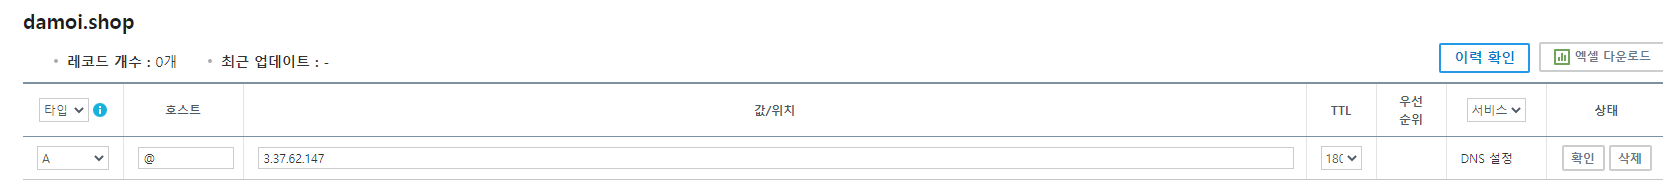 damoi.shop
• 레코드 개수 : 0개 • 최근 업데이트 : -
이력 확인 엑셀 다운로드
타입 호스트 값/위치 TTL 우선 순위 서비스 상태
A @ 3.37.62.147 180 DNS 설정 확인 삭제